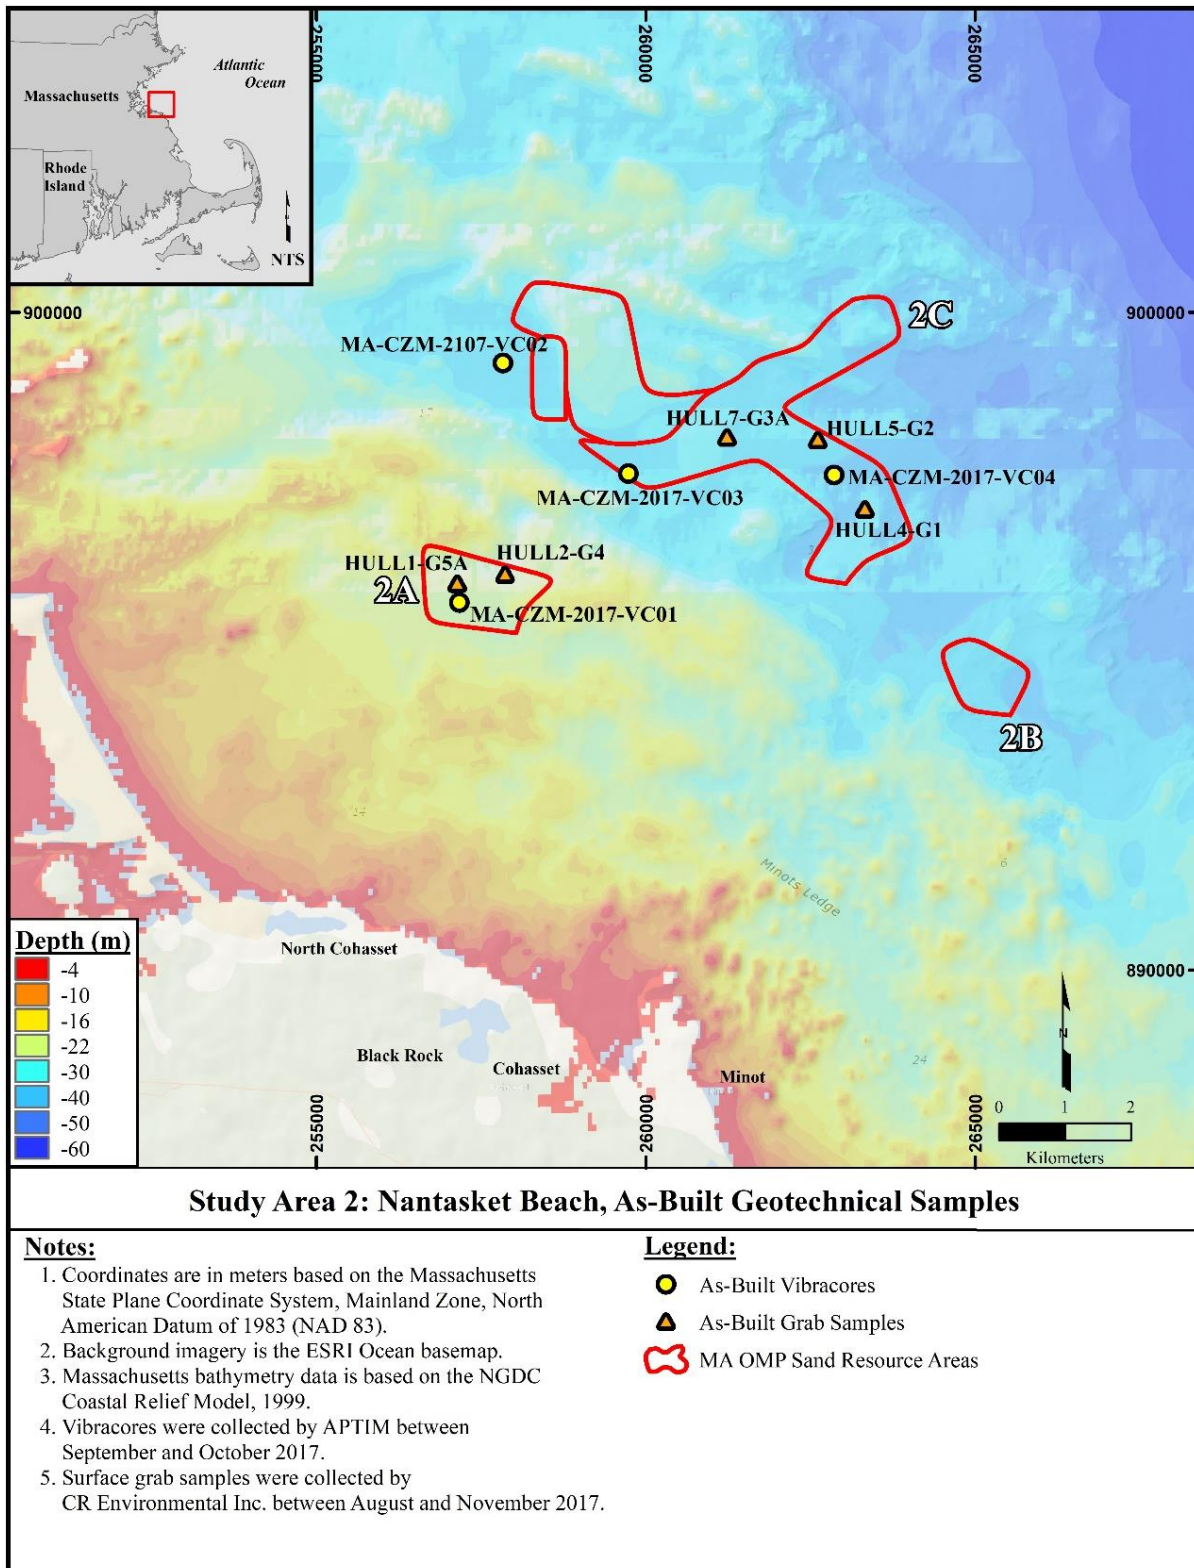 255000
260000
265000
Atlantic
Ocean
Massachusetts
Rhode
Island
NTS
900000
900000
2C
MA-CZM-2107-VC02
HULL7-G3A
HULL5-G2
17
MA-CZM-2017-VC03
MA-CZM-2017-VC04
HULL4-G1
HULL1-G5A
HULL2-G4
2A
MA-CZM-2017-VC01
2B
14
6
Minots Ledge
Depth (m)
-4
-10
-16
-22
-30
-40
-50
-60
North Cohasset
890000
N
Black Rock
Cohasset
Minot
24
0 1 2
Kilometers
255000
260000
265000
Study Area 2: Nantasket Beach, As-Built Geotechnical Samples
Notes:
1. Coordinates are in meters based on the Massachusetts
State Plane Coordinate System, Mainland Zone, North
American Datum of 1983 (NAD 83).
2. Background imagery is the ESRI Ocean basemap.
3. Massachusetts bathymetry data is based on the NGDC
Coastal Relief Model, 1999.
4. Vibracores were collected by APTIM between
September and October 2017.
5. Surface grab samples were collected by
CR Environmental Inc. between August and November 2017.
Legend:
As-Built Vibracores
As-Built Grab Samples
MA OMP Sand Resource Areas